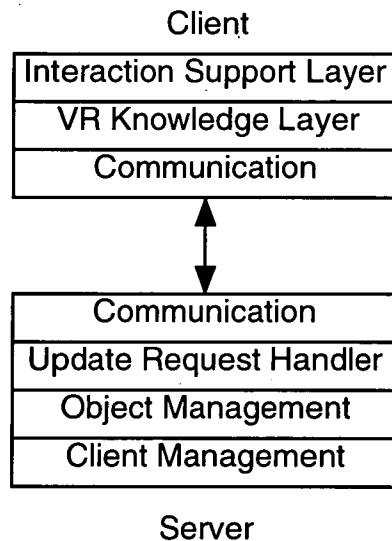 Client
Interaction Support Layer
VR Knowledge Layer
Communication
Communication
Update Request Handler
Object Management
Client Management
Server